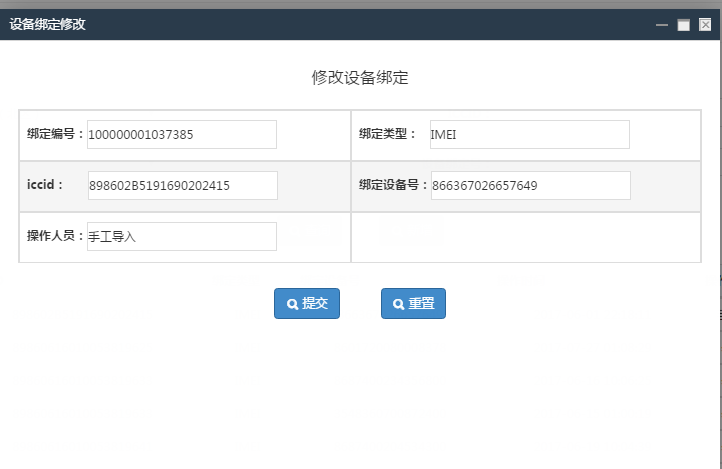 设备绑定修改
修改设备绑定
绑定编号：100000001037385 绑定类型： IMEI
iccid： 898602B5191690202415 绑定设备号：866367026657649
操作人员：手工导入
提交 重置